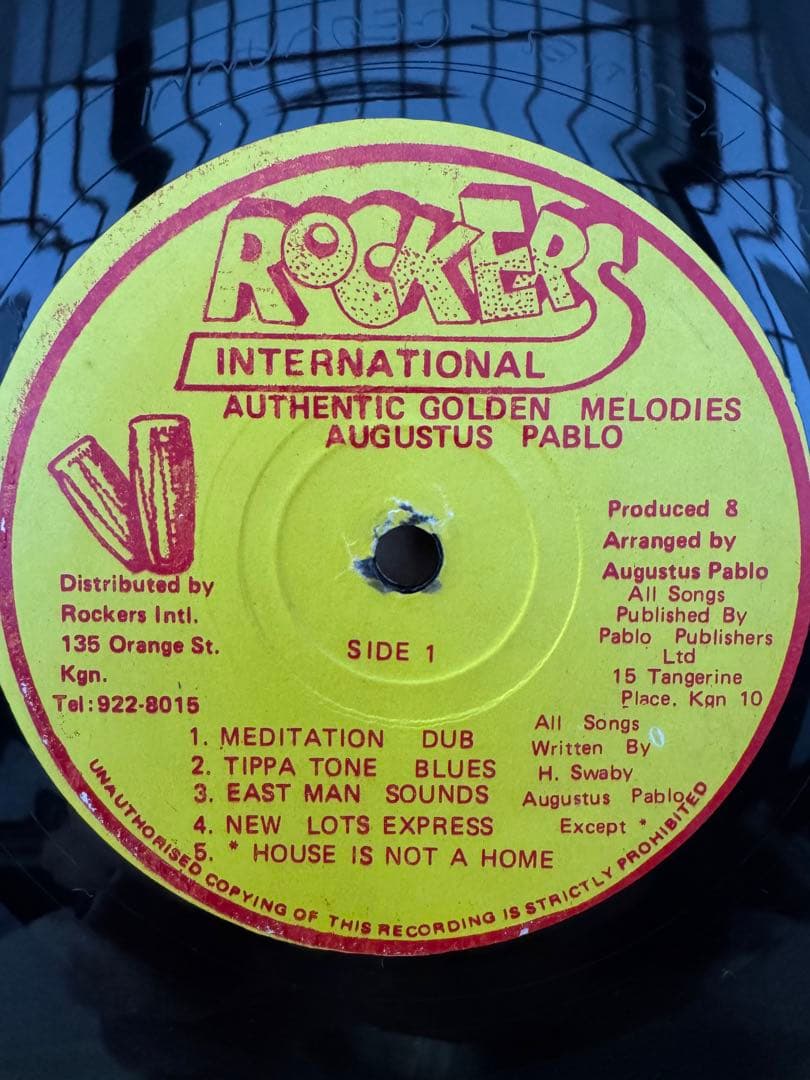 ROCKERS
INTERNATIONAL
AUTHENTIC GOLDEN MELODIES
AUGUSTUS PABLO
Produced &
Arranged by
Augustus Pablo
All Songs
Published By
Pablo Publishers
Ltd
15 Tangerine
Place, Kgn 10
Distributed by
Rockers Intl.
135 Orange St.
Kgn.
Tel: 922-8015
SIDE 1
1. MEDITATION DUB
2. TIPPA TONE BLUES
3. EAST MAN SOUNDS
4. NEW LOTS EXPRESS
5. * HOUSE IS NOT A HOME
All Songs
Written By
H. Swaby
Augustus Pablo
Except *
UNAUTHORISED COPYING OF THIS RECORDING IS STRICTLY PROHIBITED